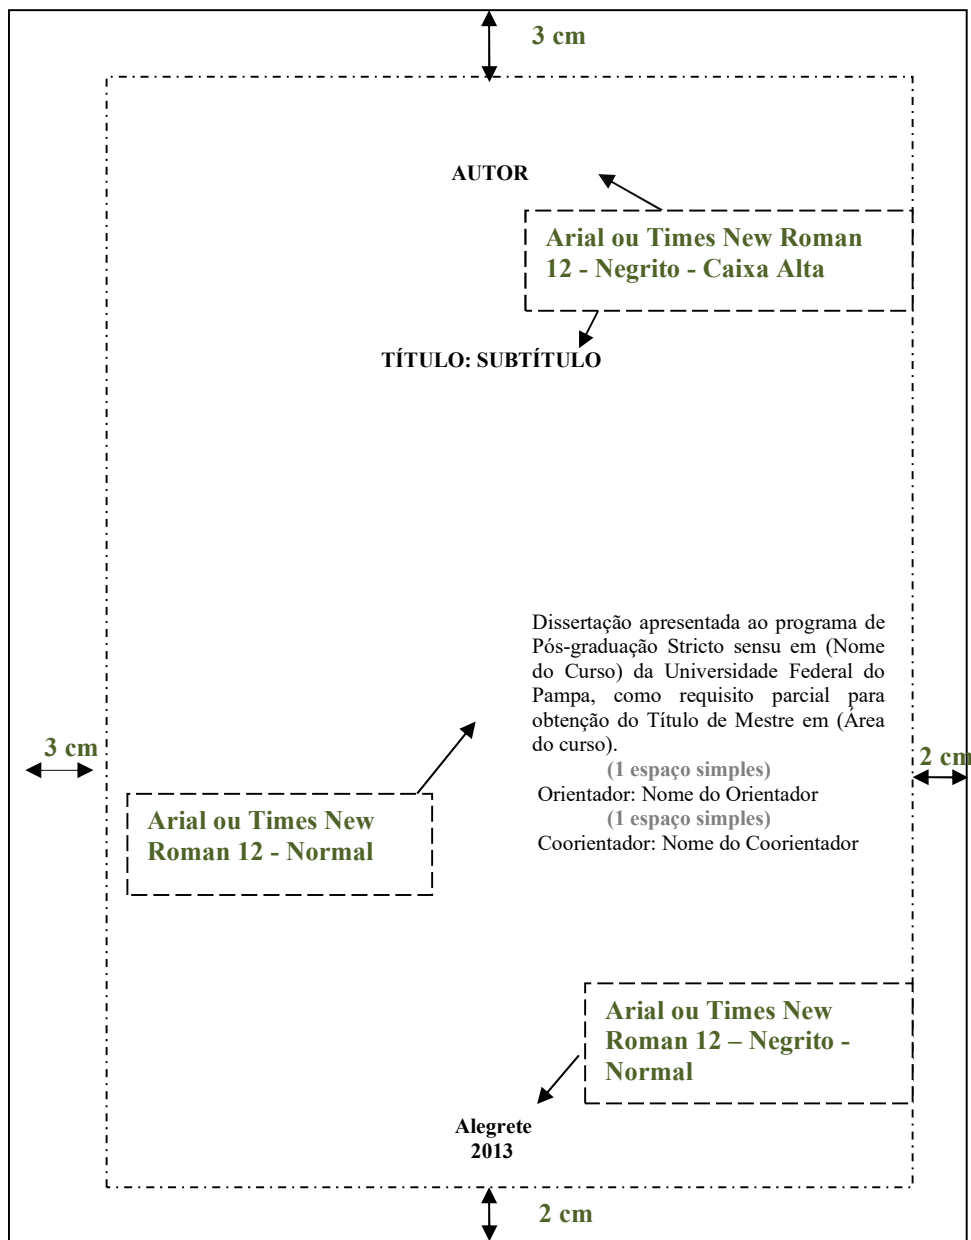 3 cm
AUTOR
Arial ou Times New Roman
12 - Negrito - Caixa Alta
TÍTULO: SUBTÍTULO
Dissertação apresentada ao programa de
Pós-graduação Stricto sensu em (Nome
do Curso) da Universidade Federal do
Pampa, como requisito parcial para
obtenção do Título de Mestre em (Área
do curso).
(1 espaço simples)
Orientador: Nome do Orientador
(1 espaço simples)
Coorientador: Nome do Coorientador
3 cm
2 cm
Arial ou Times New
Roman 12 - Normal
Arial ou Times New
Roman 12 – Negrito -
Normal
Alegrete
2013
2 cm